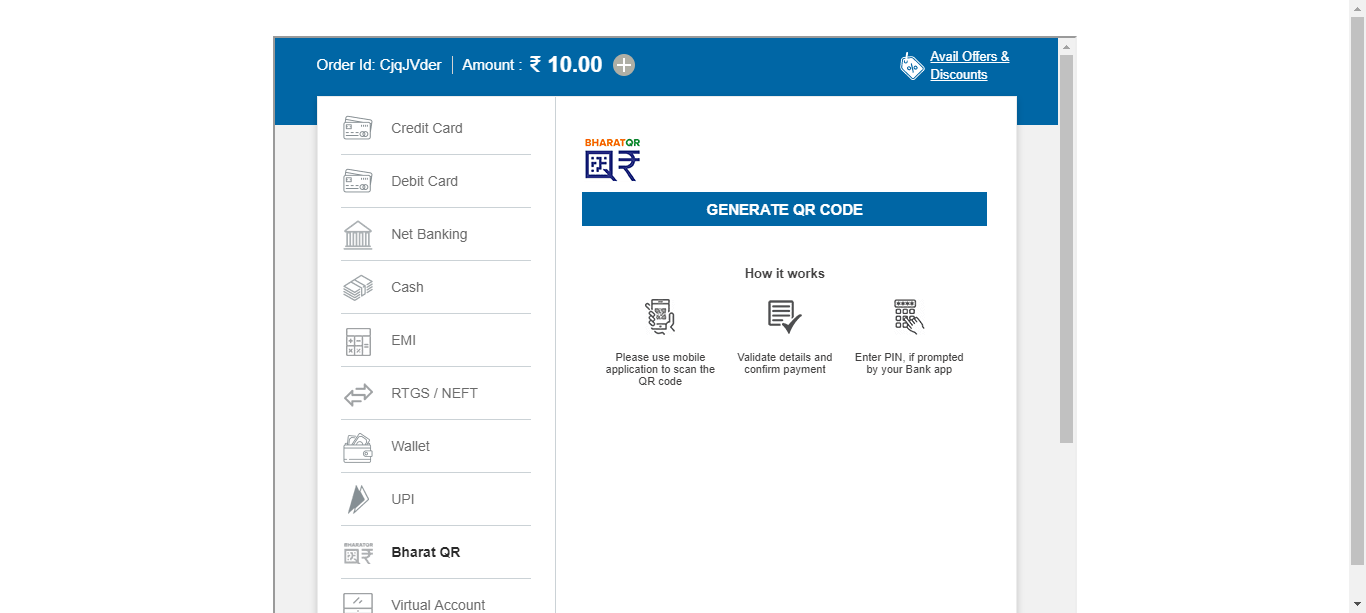 Order Id: CjqJVder
Amount : ₹ 10.00
Avail Offers &
Discounts
Credit Card
Debit Card
Net Banking
Cash
EMI
RTGS / NEFT
Wallet
UPI
Bharat QR
Virtual Account
BHARATQR
GENERATE QR CODE
How it works
Please use mobile
application to scan the
QR code
Validate details and
confirm payment
Enter PIN, if prompted
by your Bank app